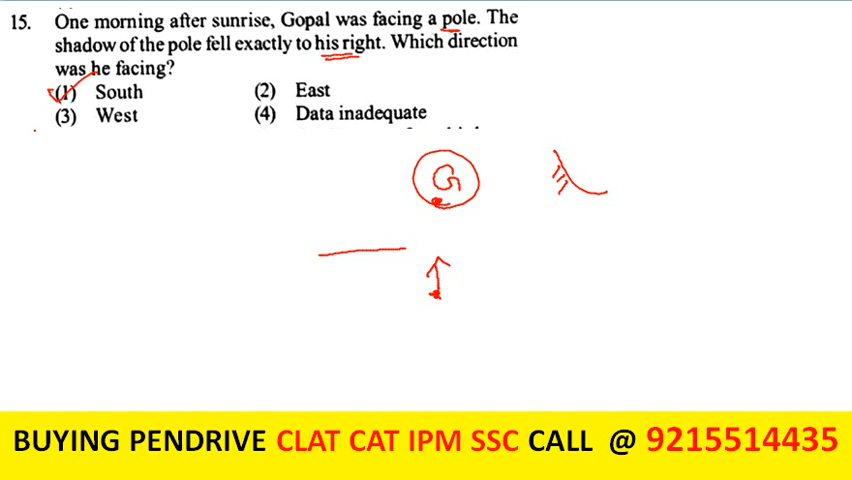 15. One morning after sunrise, Gopal was facing a pole. The
shadow of the pole fell exactly to his right. Which direction
was he facing?
(1) South (2) East
(3) West (4) Data inadequate
G
BUYING PENDRIVE CLAT CAT IPM SSC CALL @ 9215514435